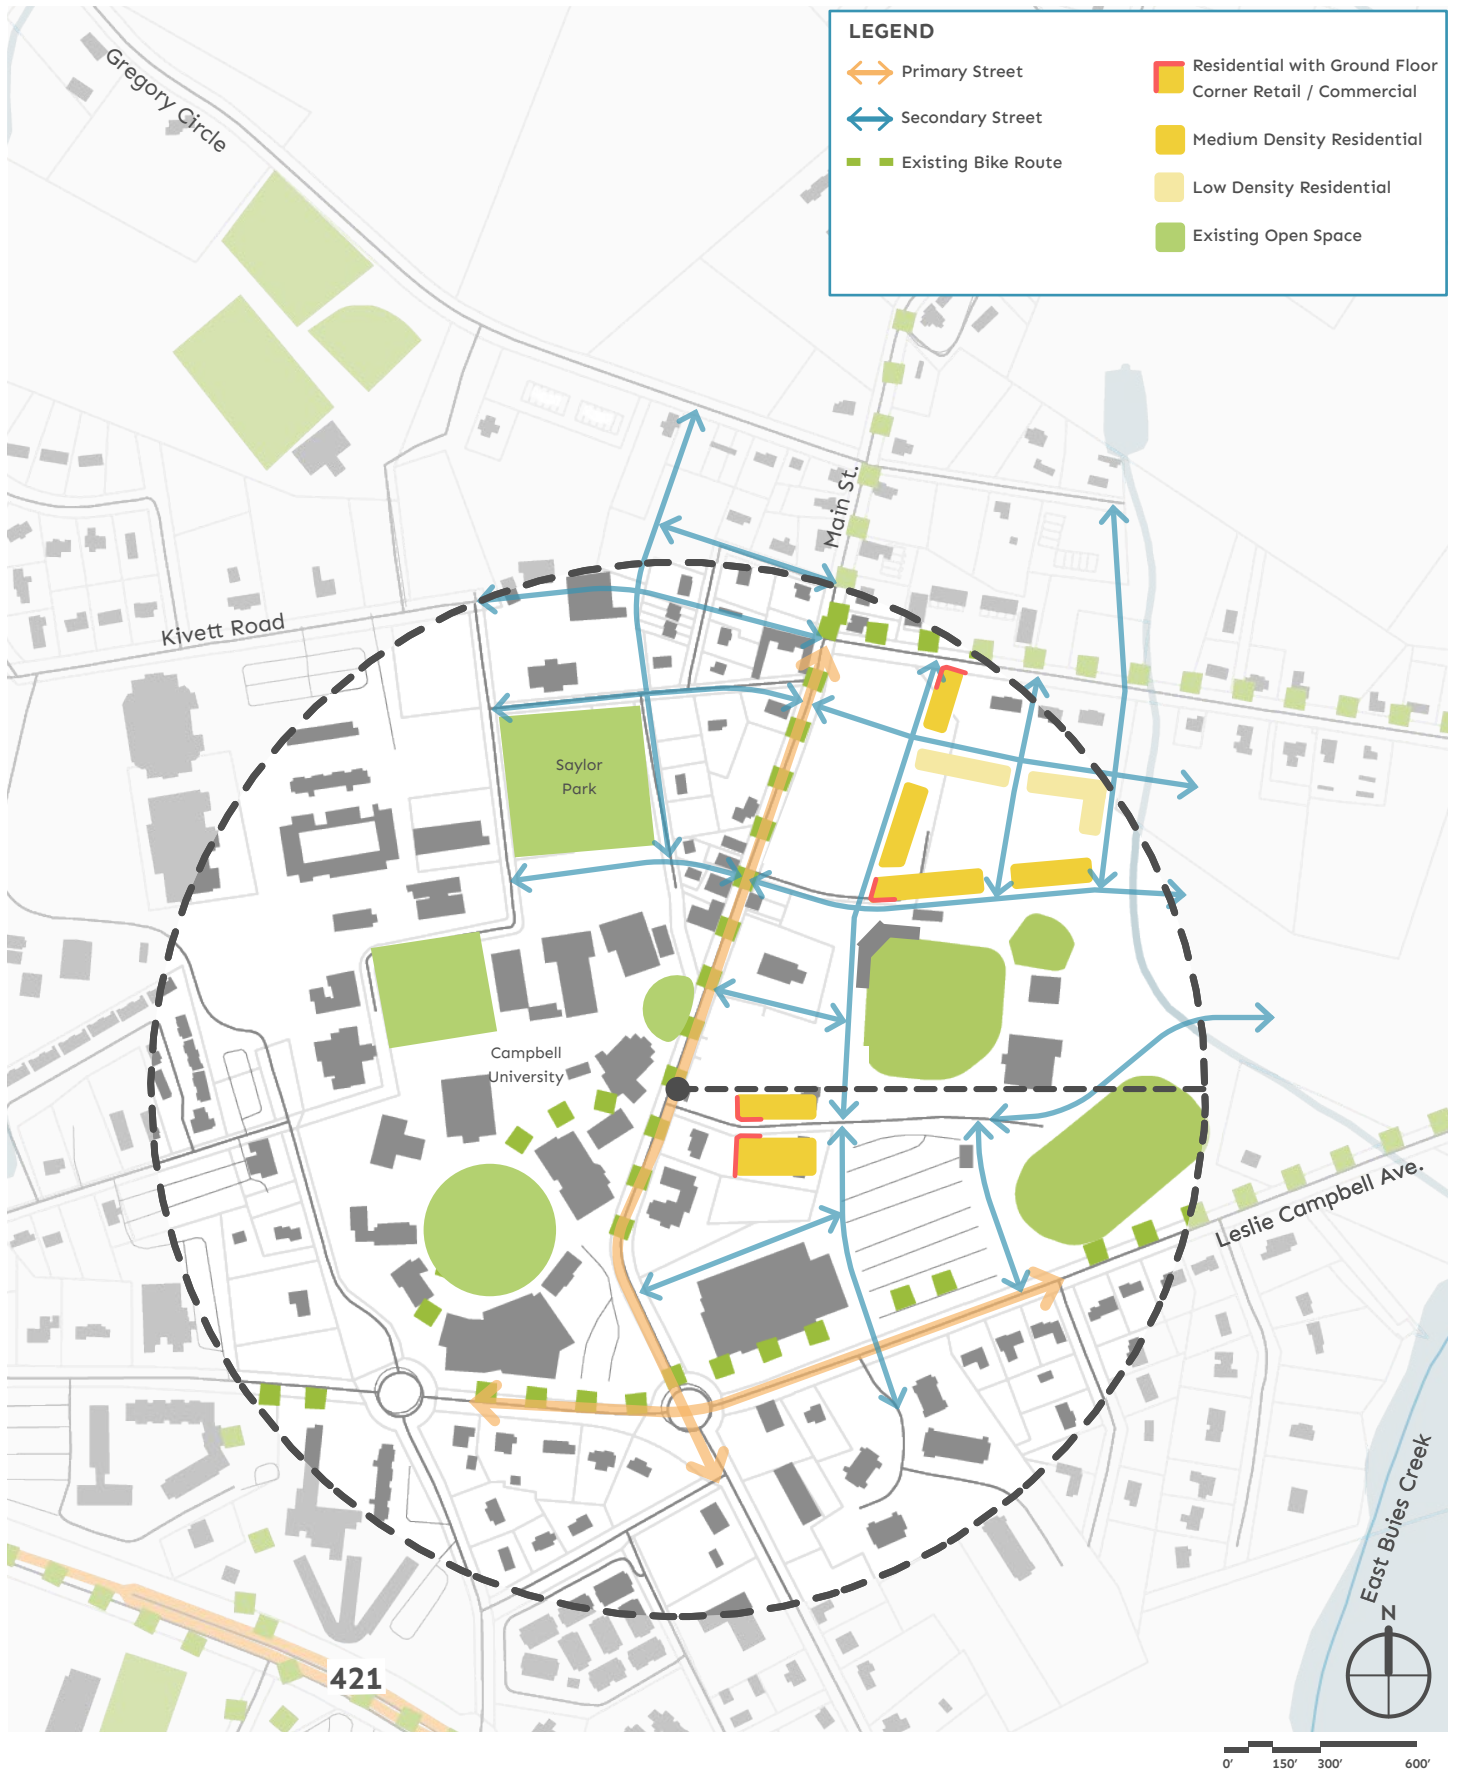 LEGEND
Primary Street
Secondary Street
Existing Bike Route
Residential with Ground Floor
Corner Retail / Commercial
Medium Density Residential
Low Density Residential
Existing Open Space
Gregory Circle
Main St.
Kivett Road
Saylor
Park
Campbell
University
Leslie Campbell Ave.
East Buies Creek
421
N
0' 150' 300' 600'